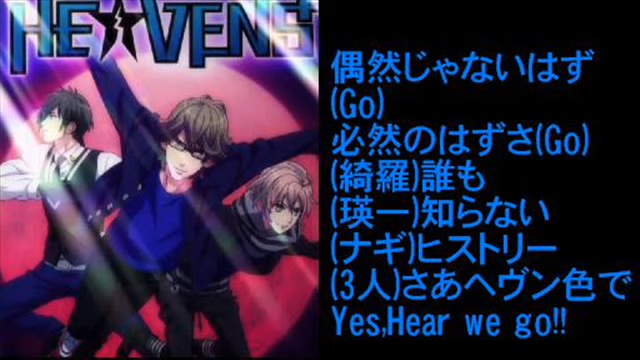 HE★VENS
偶然じゃないはず
(Go)
必然のはずさ(Go)
(綺羅)誰も
(瑛一)知らない
(ナギ)ヒストリー
(3人)さあヘヴン色で
Yes,Hear we go!!